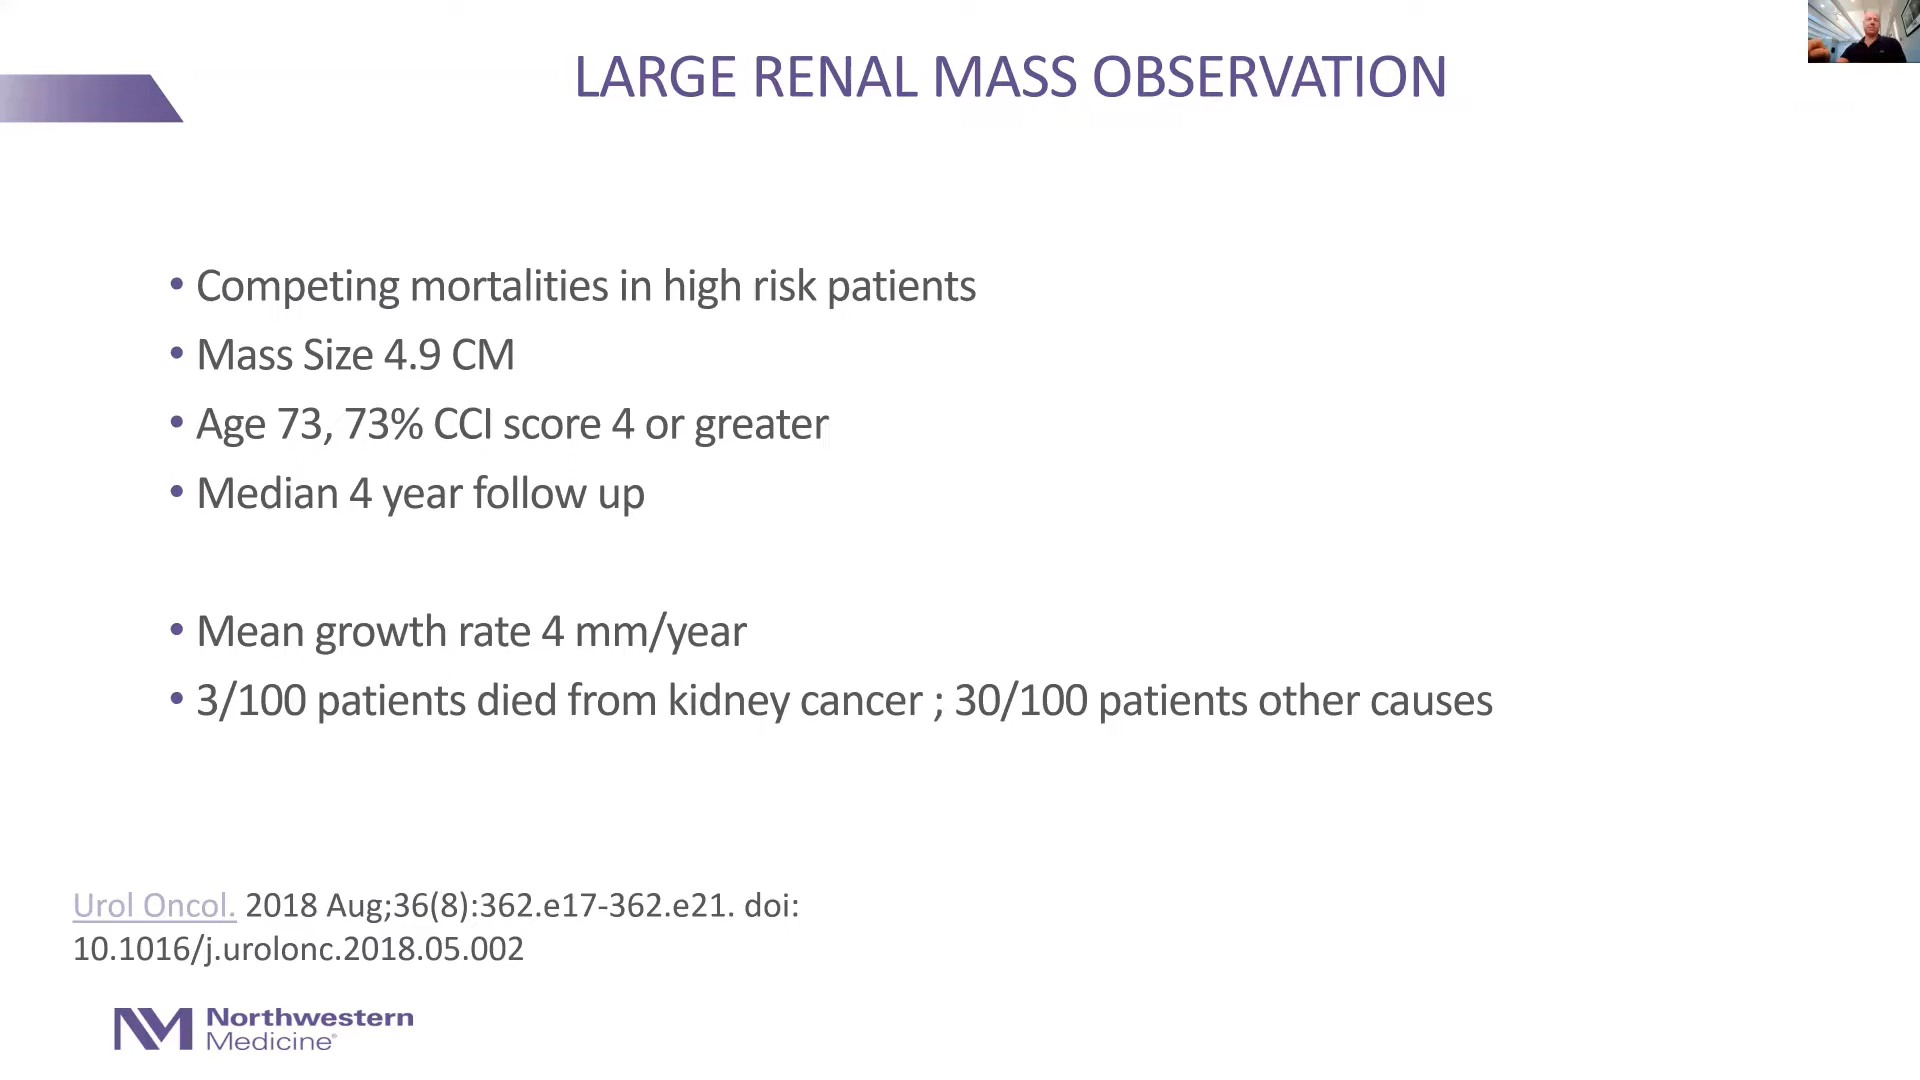 LARGE RENAL MASS OBSERVATION
• Competing mortalities in high risk patients
• Mass Size 4.9 CM
• Age 73, 73% CCI score 4 or greater
• Median 4 year follow up
• Mean growth rate 4 mm/year
• 3/100 patients died from kidney cancer ; 30/100 patients other causes
Urol Oncol. 2018 Aug;36(8):362.e17-362.e21. doi:
10.1016/j.urolonc.2018.05.002
NM Northwestern
Medicine®